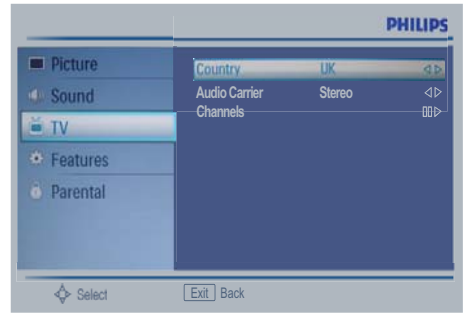 PHILIPS
Picture
Sound
TV
Features
Parental
Country UK
Audio Carrier Stereo
Channels
Select Exit Back